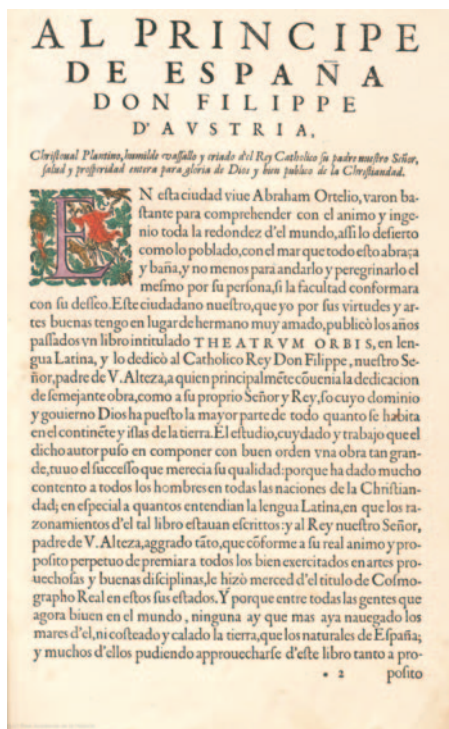 AL PRINCIPE
DE ESPAÑA
DON FILIPPE
D'AVSTRIA,
Chriſtoual Plantino, humilde vaſſallo y criado d'el Rey Catholico ſu padre nueſtro Señor,
ſalud y proſperidad entera para gloria de Dios y bien publico de la Chriſtiandad.
EN eſta ciudad viue Abraham Ortelio, varon ba-
ſtante para comprehender con el animo y inge-
nio toda la redondez d'el mundo, aſſi lo deſierto
como lo poblado, con el mar que todo eſto abraça
y baña, y no menos para andarlo y peregrinarlo el
meſmo por ſu perſona, ſi la facultad conformara
con ſu deſſeo. Eſte ciudadano nueſtro, que yo por ſus virtudes y ar-
tes buenas tengo en lugar de hermano muy amado, publicò los años
paſſados vn libro intitulado THEATRVM ORBIS, en len-
gua Latina, y lo dedicò al Catholico Rey Don Filippe, nueſtro Se-
ñor, padre de V. Alteza, a quien principalmẽte cõuenia la dedicacion
de ſemejante obra, como a ſu proprio Señor y Rey, ſo cuyo dominio
y gouierno Dios ha pueſto la mayor parte de todo quanto ſe habita
en el continẽte y iſlas de la tierra. El eſtudio, cuydado y trabajo que el
dicho autor puſo en componer con buen orden vna obra tan gran-
de, tuuo el ſucceſſo que merecia ſu qualidad: porque ha dado mucho
contento a todos los hombres en todas las naciones de la Chriſtian-
dad; en eſpecial a quantos entendian la lengua Latina, en que los ra-
zonamientos d'el tal libro eſtauan eſcrittos: y al Rey nueſtro Señor,
padre de V. Alteza, aggrado tãto, que cõforme a ſu real animo y pro-
poſito perpetuo de premiar a todos los bien exercitados en artes pro-
uechoſas y buenas diſciplinas, le hizò merced d'el titulo de Coſmo-
grapho Real en eſtos ſus eſtados. Y porque entre todas las gentes que
agora biuen en el mundo, ninguna ay que mas aya nauegado los
mares d'el, ni coſteado y calado la tierra, que los naturales de Eſpaña;
y muchos d'ellos pudiendo approuecharſe d'eſte libro tanto a pro-
* 2 poſito